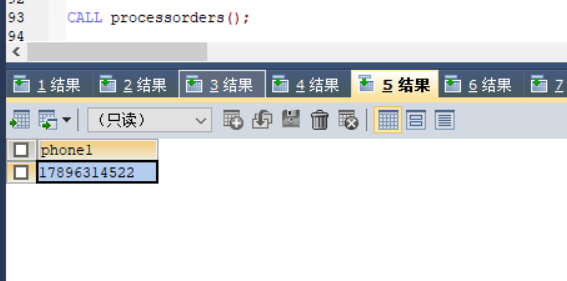 93 CALL processorders();
94
1 结果 2 结果 3 结果 4 结果 5 结果 6 结果 7
(只读)
phone1
17896314522